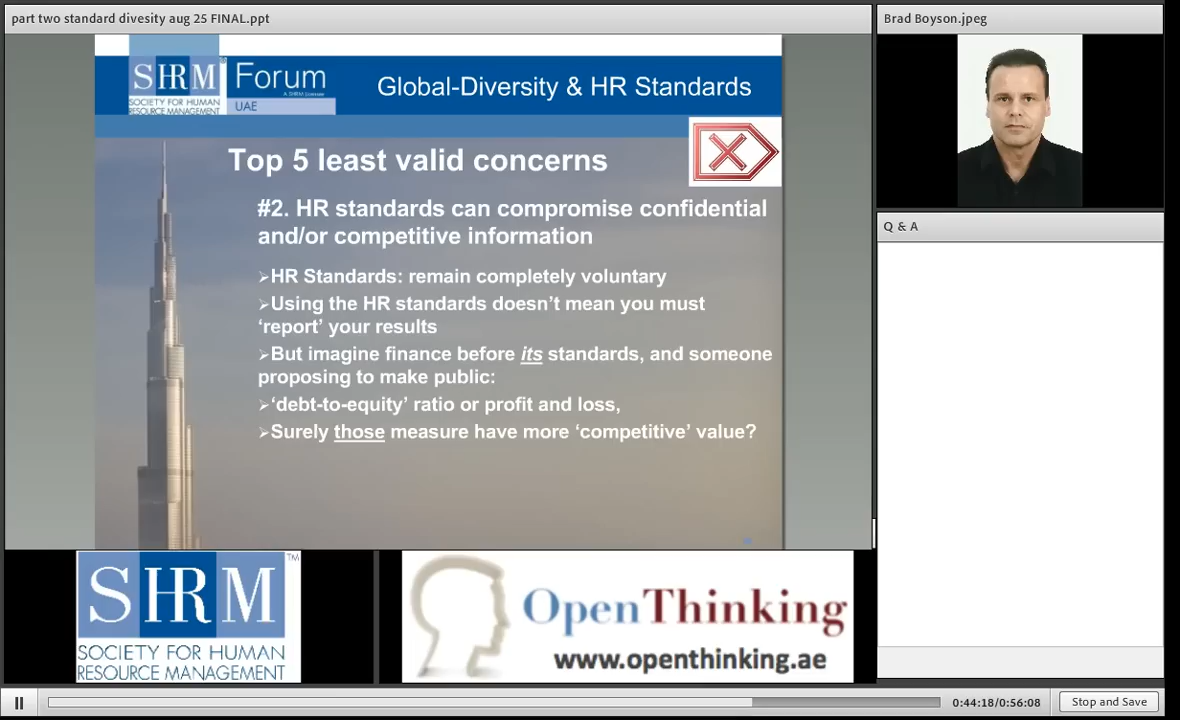 part two standard divesity aug 25 FINAL.ppt
Brad Boyson.jpeg
SHRM® Forum
A SHRM Division
SOCIETY FOR HUMAN
RESOURCE MANAGEMENT
UAE
Global-Diversity & HR Standards
Top 5 least valid concerns
#2. HR standards can compromise confidential
and/or competitive information
➢HR Standards: remain completely voluntary
➢Using the HR standards doesn’t mean you must
‘report’ your results
➢But imagine finance before its standards, and someone
proposing to make public:
➢‘debt-to-equity’ ratio or profit and loss,
➢Surely those measure have more ‘competitive’ value?
Q & A
SHRM™
SOCIETY FOR HUMAN
RESOURCE MANAGEMENT
OpenThinking
www.openthinking.ae
0:44:18/0:56:08
Stop and Save